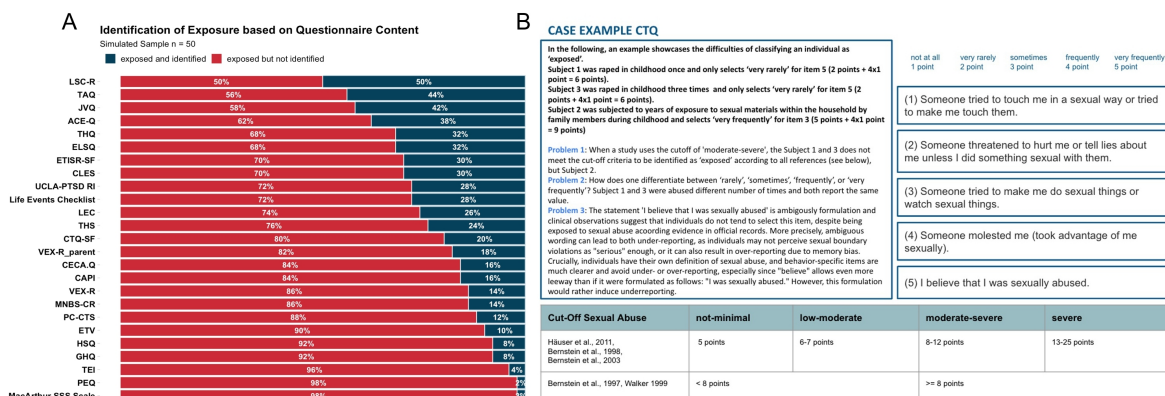 A
Identification of Exposure based on Questionnaire Content
Simulated Sample n = 50
exposed and identified
exposed but not identified
LSC-R 50% 50%
TAQ 56% 44%
JVQ 58% 42%
ACE-Q 62% 38%
THQ 68% 32%
ELSQ 68% 32%
ETISR-SF 70% 30%
CLES 70% 30%
UCLA-PTSD RI 72% 28%
Life Events Checklist 72% 28%
LEC 74% 26%
THS 76% 24%
CTQ-SF 80% 20%
VEX-R_parent 82% 18%
CECA.Q 84% 16%
CAPI 84% 16%
VEX-R 86% 14%
MNBS-CR 86% 14%
PC-CTS 88% 12%
ETV 90% 10%
HSQ 92% 8%
GHQ 92% 8%
TEI 96% 4%
PEQ 98% 2%
MacArthur SSS Scale 98% 2%
B
CASE EXAMPLE CTQ
In the following, an example showcases the difficulties of classifying an individual as
'exposed'.
Subject 1 was raped in childhood once and only selects 'very rarely' for item 5 (2 points + 4x1
point = 6 points).
Subject 3 was raped in childhood three times and only selects 'very rarely' for item 5 (2
points + 4x1 point = 6 points).
Subject 2 was subjected to years of exposure to sexual materials within the household by
family members during childhood and selects 'very frequently' for item 3 (5 points + 4x1 point
= 9 points)
Problem 1: When a study uses the cutoff of 'moderate-severe', the Subject 1 and 3 does not
meet the cut-off criteria to be identified as 'exposed' according to all references (see below),
but Subject 2.
Problem 2: How does one differentiate between 'rarely', 'sometimes', 'frequently', or 'very
frequently'? Subject 1 and 3 were abused different number of times and both report the same
value.
Problem 3: The statement 'I believe that I was sexually abused' is ambigously formulation and
clinical observations suggest that individuals do not tend to select this item, despite being
exposed to sexual abuse acoording evidence in official records. More precisely, ambiguous
wording can lead to both under-reporting, as individuals may not perceive sexual boundary
violations as "serious" enough, or it can also result in over-reporting due to memory bias.
Crucially, individuals have their own definition of sexual abuse, and behavior-specific items are
much clearer and avoid under- or over-reporting, especially since "believe" allows even more
leeway than if it were formulated as follows: "I was sexually abused." However, this formulation
would rather induce underreporting.
not at all very rarely sometimes frequently very frequently
1 point 2 point 3 point 4 point 5 point
(1) Someone tried to touch me in a sexual way or tried
to make me touch them.
(2) Someone threatened to hurt me or tell lies about
me unless I did something sexual with them.
(3) Someone tried to make me do sexual things or
watch sexual things.
(4) Someone molested me (took advantage of me
sexually).
(5) I believe that I was sexually abused.
Cut-Off Sexual Abuse not-minimal low-moderate moderate-severe severe
Häuser et al., 2011, 5 points 6-7 points 8-12 points 13-25 points
Bernstein et al., 1998,
Bernstein et al., 2003
Bernstein et al., 1997, Walker 1999 < 8 points >= 8 points